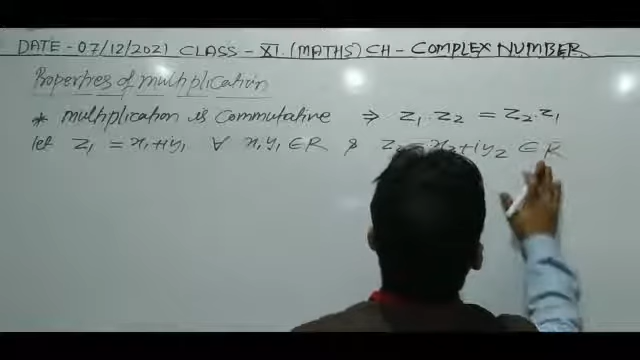 DATE - 07/12/2021 CLASS - XI. (MATHS) CH - COMPLEX NUMBER
Properties of multiplication
* multiplication is Commutative ⇒ Z₁ . Z₂ = Z₂ . Z₁
let Z₁ = x₁+iy₁ ∀ x₁y₁ ∈ R & Z₂ = x₂+iy₂ ∈ R